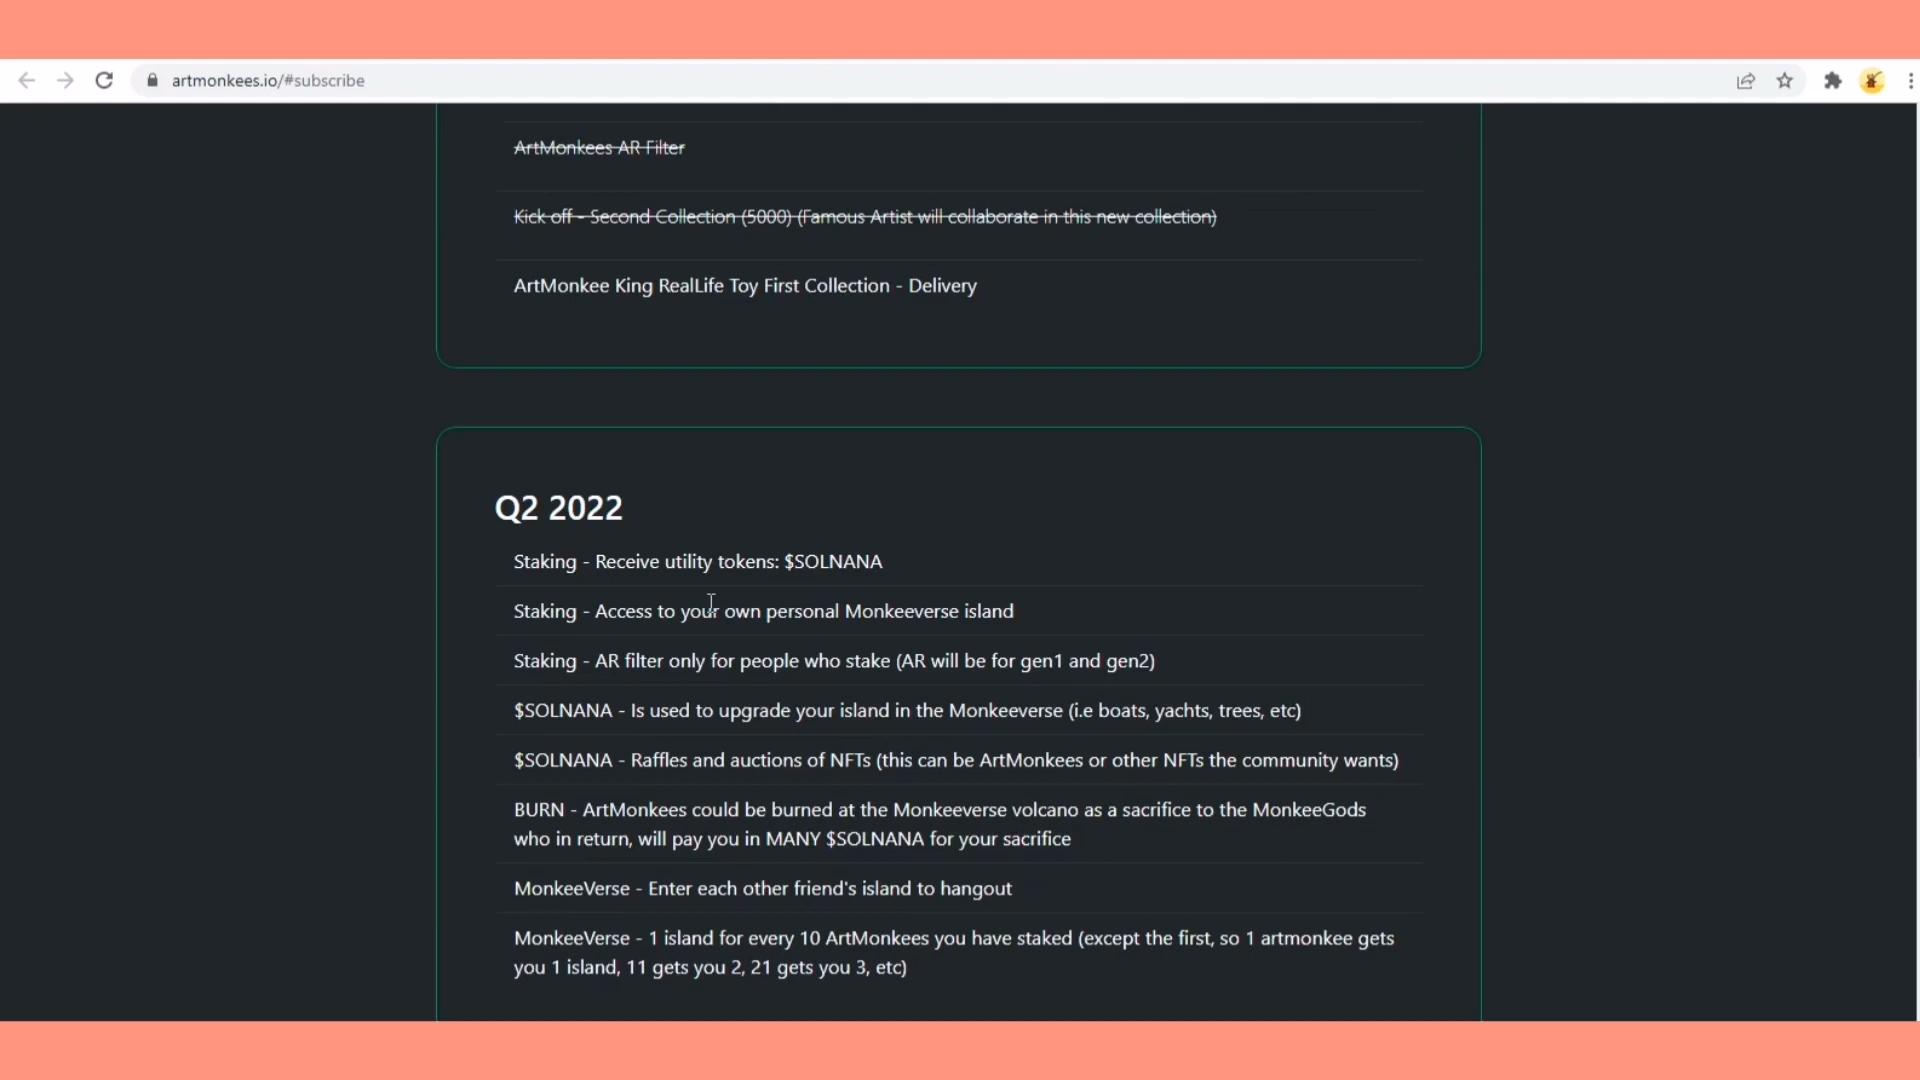 artmonkees.io/#subscribe
ArtMonkees AR Filter
Kick off - Second Collection (5000) (Famous Artist will collaborate in this new collection)
ArtMonkee King RealLife Toy First Collection - Delivery
Q2 2022
Staking - Receive utility tokens: $SOLNANA
Staking - Access to your own personal Monkeeverse island
Staking - AR filter only for people who stake (AR will be for gen1 and gen2)
$SOLNANA - Is used to upgrade your island in the Monkeeverse (i.e boats, yachts, trees, etc)
$SOLNANA - Raffles and auctions of NFTs (this can be ArtMonkees or other NFTs the community wants)
BURN - ArtMonkees could be burned at the Monkeeverse volcano as a sacrifice to the MonkeeGods
who in return, will pay you in MANY $SOLNANA for your sacrifice
MonkeeVerse - Enter each other friend's island to hangout
MonkeeVerse - 1 island for every 10 ArtMonkees you have staked (except the first, so 1 artmonkee gets
you 1 island, 11 gets you 2, 21 gets you 3, etc)